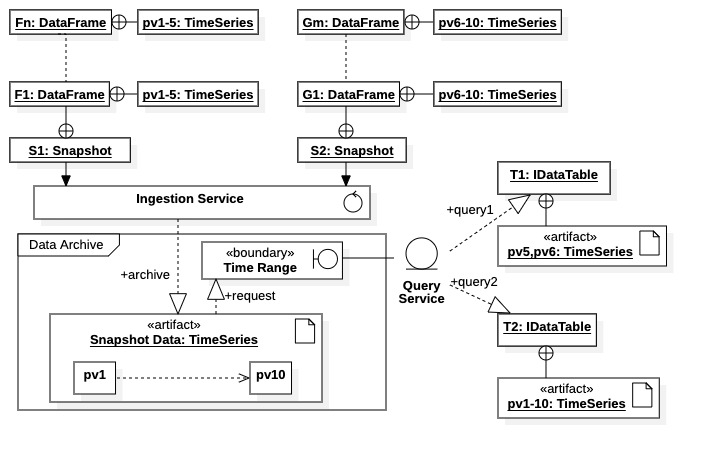 Fn: DataFrame
pv1-5: TimeSeries
Gm: DataFrame
pv6-10: TimeSeries
F1: DataFrame
pv1-5: TimeSeries
G1: DataFrame
pv6-10: TimeSeries
S1: Snapshot
S2: Snapshot
T1: IDataTable
Ingestion Service
+query1
Data Archive
«artifact»
pv5,pv6: TimeSeries
«boundary»
Time Range
+archive
Query
Service
+query2
+request
«artifact»
Snapshot Data: TimeSeries
T2: IDataTable
pv1
pv10
«artifact»
pv1-10: TimeSeries